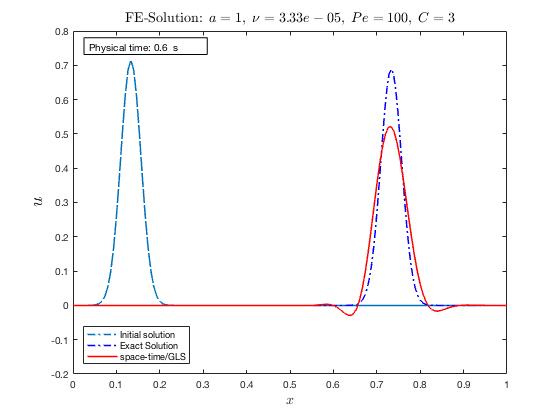 FE-Solution: a = 1, ν = 3.33e − 05, Pe = 100, C = 3
0.8
Physical time: 0.6 s
0.7
0.6
0.5
0.4
0.3
u
0.2
0.1
0
-0.1
Initial solution
Exact Solution
space-time/GLS
-0.2
0 0.1 0.2 0.3 0.4 0.5 0.6 0.7 0.8 0.9 1
x